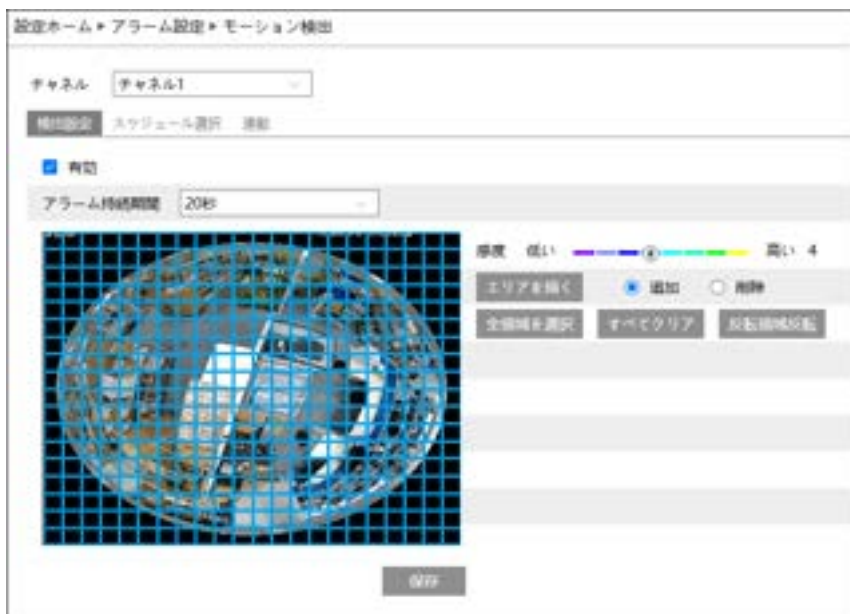 設定ホーム▶アラーム設定▶モーション検出
チャネル チャネル1
検出設定 スケジュール選択 連動
有効
アラーム持続期間 20秒
感度 低い 高い 4
エリアを描く 追加 削除
全領域を選択 すべてクリア 反転領域反転
保存